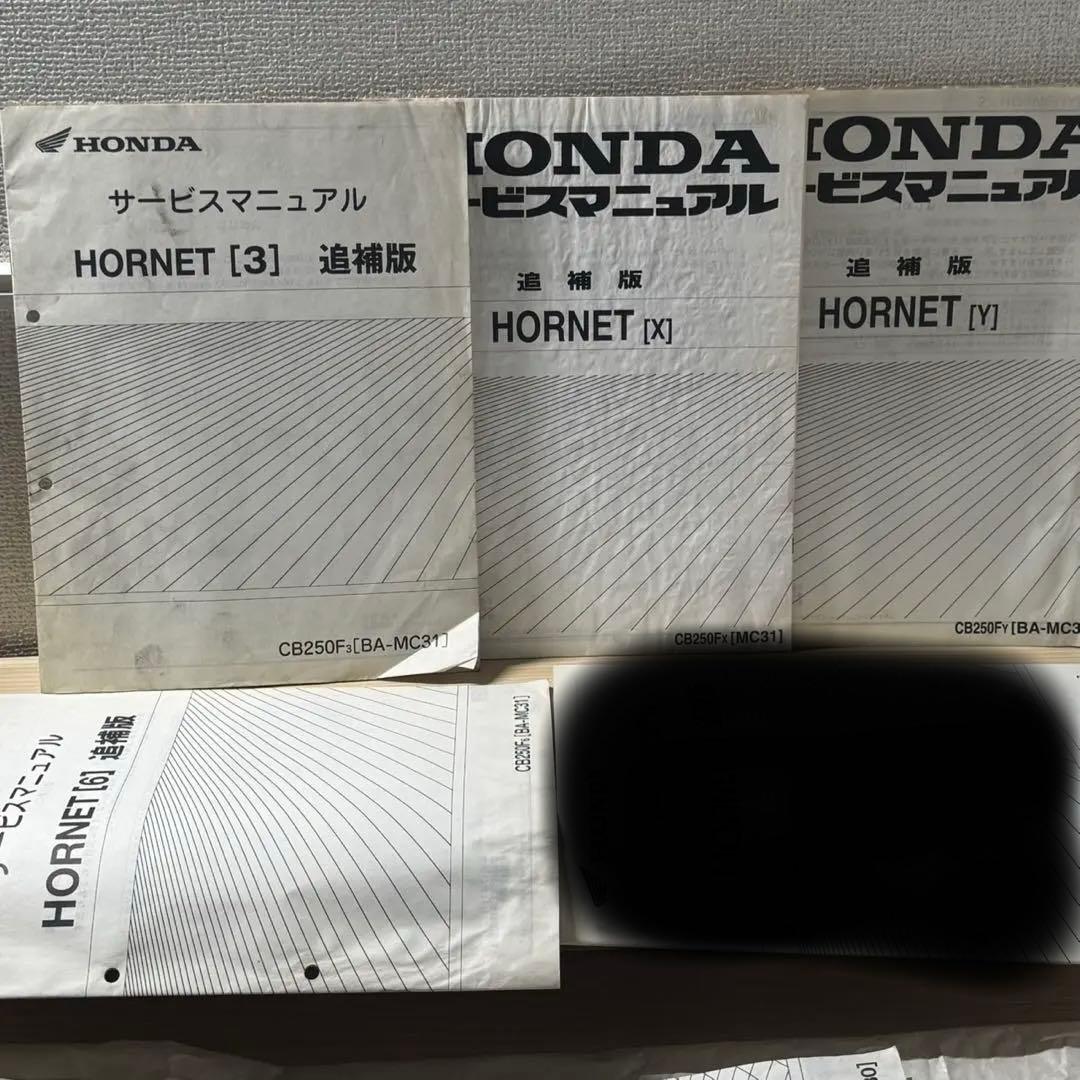 HONDA
サービスマニュアル
HORNET [3] 追補版
CB250F3[BA-MC31]
ONDA
ービスマニュアル
追補版
HORNET [X]
CB250FX[MC31]
ONDA
ービスマニュアル
追補版
HORNET [Y]
CB250FY[BA-MC3
ービスマニュアル
HORNET[6] 追補版
CB250F6[BA-MC31]